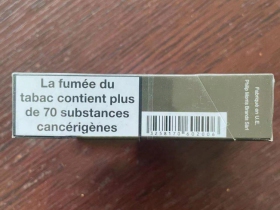 La fumée du
tabac contient plus
de 70 substances
cancérigènes
Fabriqué en U.E.
Philip Morris Brands Sàrl